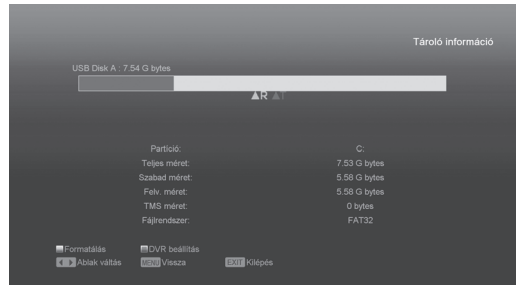 Tároló információ
USB Disk A : 7.54 G bytes
▲R ▲T
Partíció: C:
Teljes méret: 7.53 G bytes
Szabad méret: 5.58 G bytes
Felv. méret: 5.58 G bytes
TMS méret: 0 bytes
Fájlrendszer: FAT32
Formatálás DVR beállítás
Ablak váltás MENU Vissza EXIT Kilépés